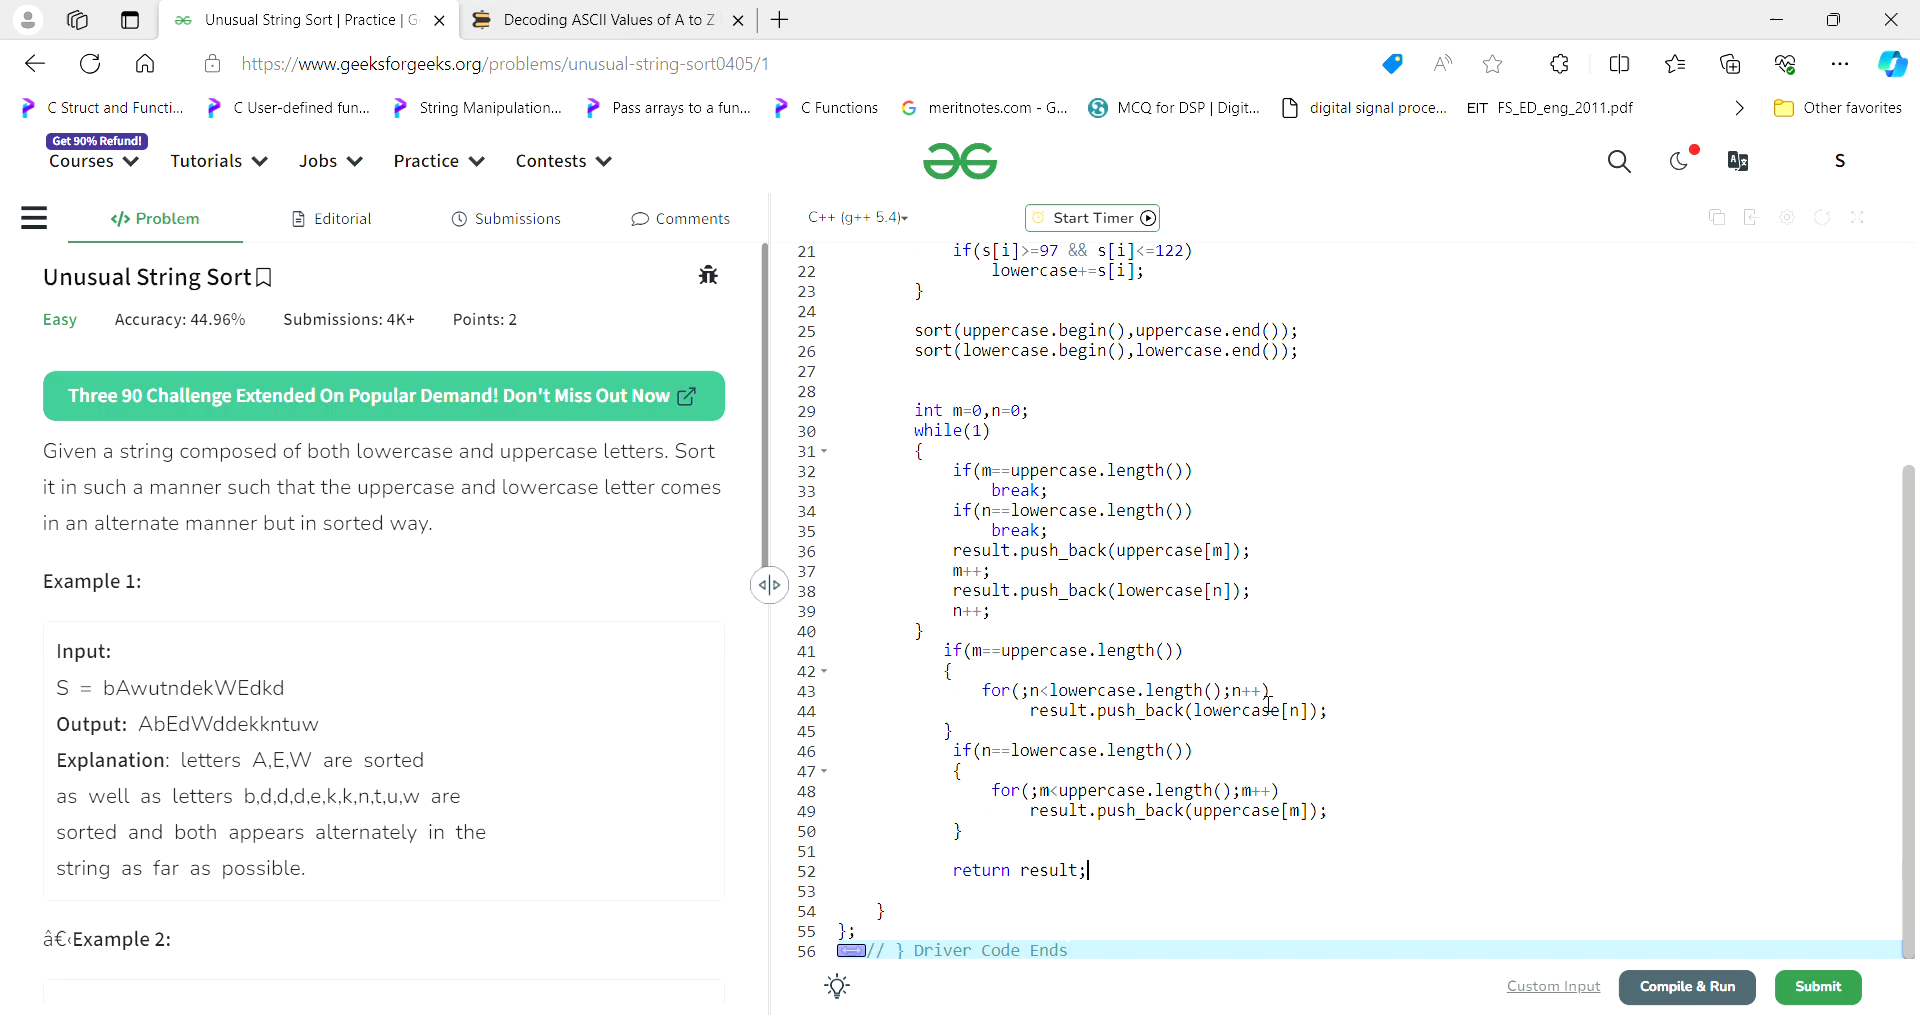 Unusual String Sort | Practice | G
Decoding ASCII Values of A to Z
https://www.geeksforgeeks.org/problems/unusual-string-sort0405/1
C Struct and Functi...
C User-defined fun...
String Manipulation...
Pass arrays to a fun...
C Functions
meritnotes.com - G...
MCQ for DSP | Digit...
digital signal proce...
EIT FS_ED_eng_2011.pdf
Other favorites
Get 90% Refund!
Courses
Tutorials
Jobs
Practice
Contests
S
</> Problem
Editorial
Submissions
Comments
C++ (g++ 5.4)
Start Timer
Unusual String Sort
Easy Accuracy: 44.96% Submissions: 4K+ Points: 2
Three 90 Challenge Extended On Popular Demand! Don't Miss Out Now
Given a string composed of both lowercase and uppercase letters. Sort
it in such a manner such that the uppercase and lowercase letter comes
in an alternate manner but in sorted way.
Example 1:
Input:
S = bAwutndekWEdkd
Output: AbEdWddekkntuw
Explanation: letters A,E,W are sorted
as well as letters b,d,d,d,e,k,k,n,t,u,w are
sorted and both appears alternately in the
string as far as possible.
â€‹Example 2:
21 if(s[i]>=97 && s[i]<=122)
22 lowercase+=s[i];
23 }
24
25 sort(uppercase.begin(),uppercase.end());
26 sort(lowercase.begin(),lowercase.end());
27
28
29 int m=0,n=0;
30 while(1)
31 {
32 if(m==uppercase.length())
33 break;
34 if(n==lowercase.length())
35 break;
36 result.push_back(uppercase[m]);
37 m++;
38 result.push_back(lowercase[n]);
39 n++;
40 }
41 if(m==uppercase.length())
42 {
43 for(;n<lowercase.length();n++)
44 result.push_back(lowercase[n]);
45 }
46 if(n==lowercase.length())
47 {
48 for(;m<uppercase.length();m++)
49 result.push_back(uppercase[m]);
50 }
51
52 return result;
53
54 }
55 };
56 // } Driver Code Ends
Custom Input
Compile & Run
Submit